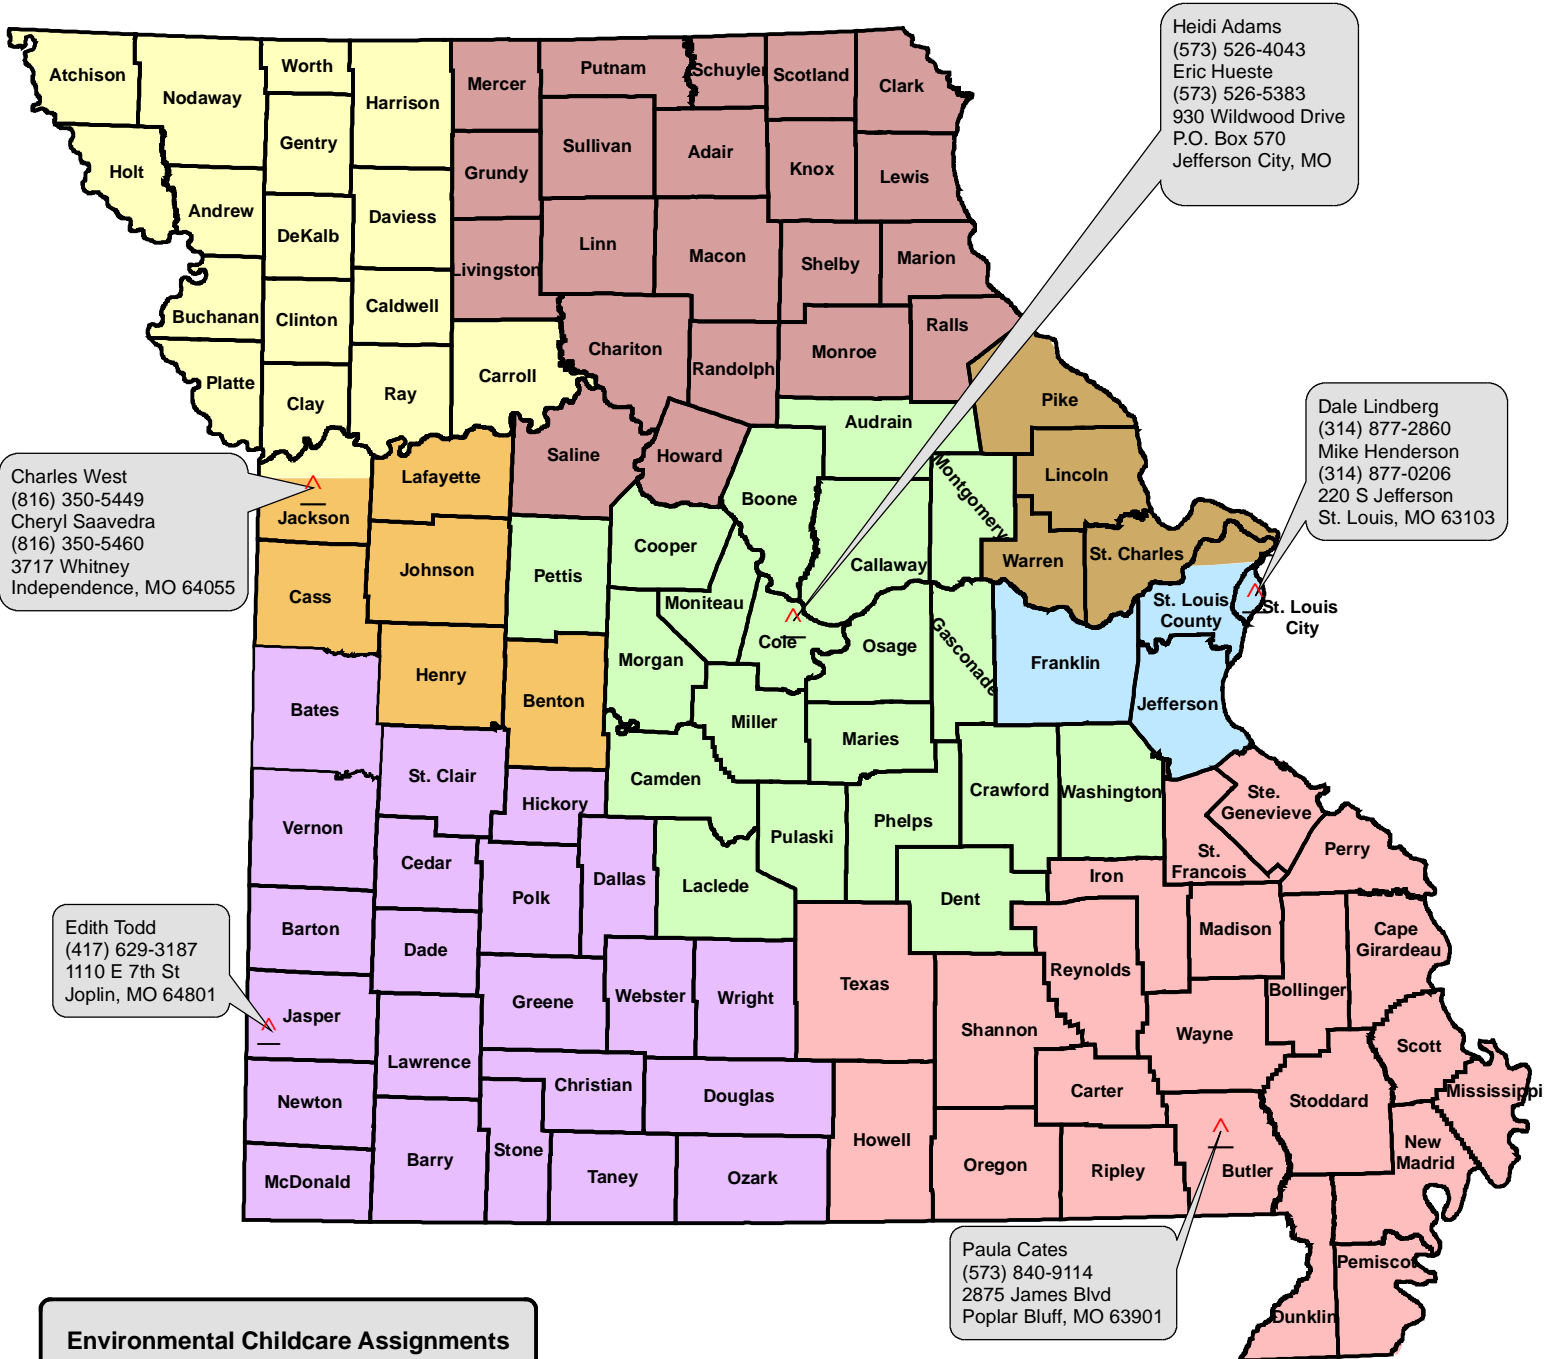 Heidi Adams
(573) 526-4043
Eric Hueste
(573) 526-5383
930 Wildwood Drive
P.O. Box 570
Jefferson City, MO
Atchison
Nodaway
Worth
Harrison
Mercer
Putnam
Schuyler
Scotland
Clark
Holt
Gentry
Grundy
Sullivan
Adair
Knox
Lewis
Andrew
DeKalb
Daviess
Livingston
Linn
Macon
Shelby
Marion
Buchanan
Clinton
Caldwell
Chariton
Randolph
Monroe
Ralls
Platte
Clay
Ray
Carroll
Audrain
Pike
Dale Lindberg
(314) 877-2860
Mike Henderson
(314) 877-0206
220 S Jefferson
St. Louis, MO 63103
Charles West
(816) 350-5449
Cheryl Saavedra
(816) 350-5460
3717 Whitney
Independence, MO 64055
Jackson
Lafayette
Saline
Howard
Boone
Montgomery
Lincoln
Cass
Johnson
Pettis
Cooper
Moniteau
Callaway
Warren
St. Charles
St. Louis
County
St. Louis
City
Cole
Osage
Gasconade
Franklin
Jefferson
Bates
Henry
Benton
Morgan
Miller
Maries
St. Clair
Hickory
Camden
Crawford
Washington
Ste.
Genevieve
Vernon
Cedar
Polk
Dallas
Laclede
Pulaski
Phelps
Dent
Iron
St.
Francois
Perry
Edith Todd
(417) 629-3187
1110 E 7th St
Joplin, MO 64801
Barton
Dade
Greene
Webster
Wright
Texas
Shannon
Reynolds
Madison
Bollinger
Cape
Girardeau
Jasper
Lawrence
Christian
Douglas
Wayne
Scott
Mississippi
Newton
Barry
Stone
Taney
Ozark
Howell
Oregon
Carter
Ripley
Butler
Stoddard
New
Madrid
McDonald
Pemiscot
Dunklin
Paula Cates
(573) 840-9114
2875 James Blvd
Poplar Bluff, MO 63901
Environmental Childcare Assignments